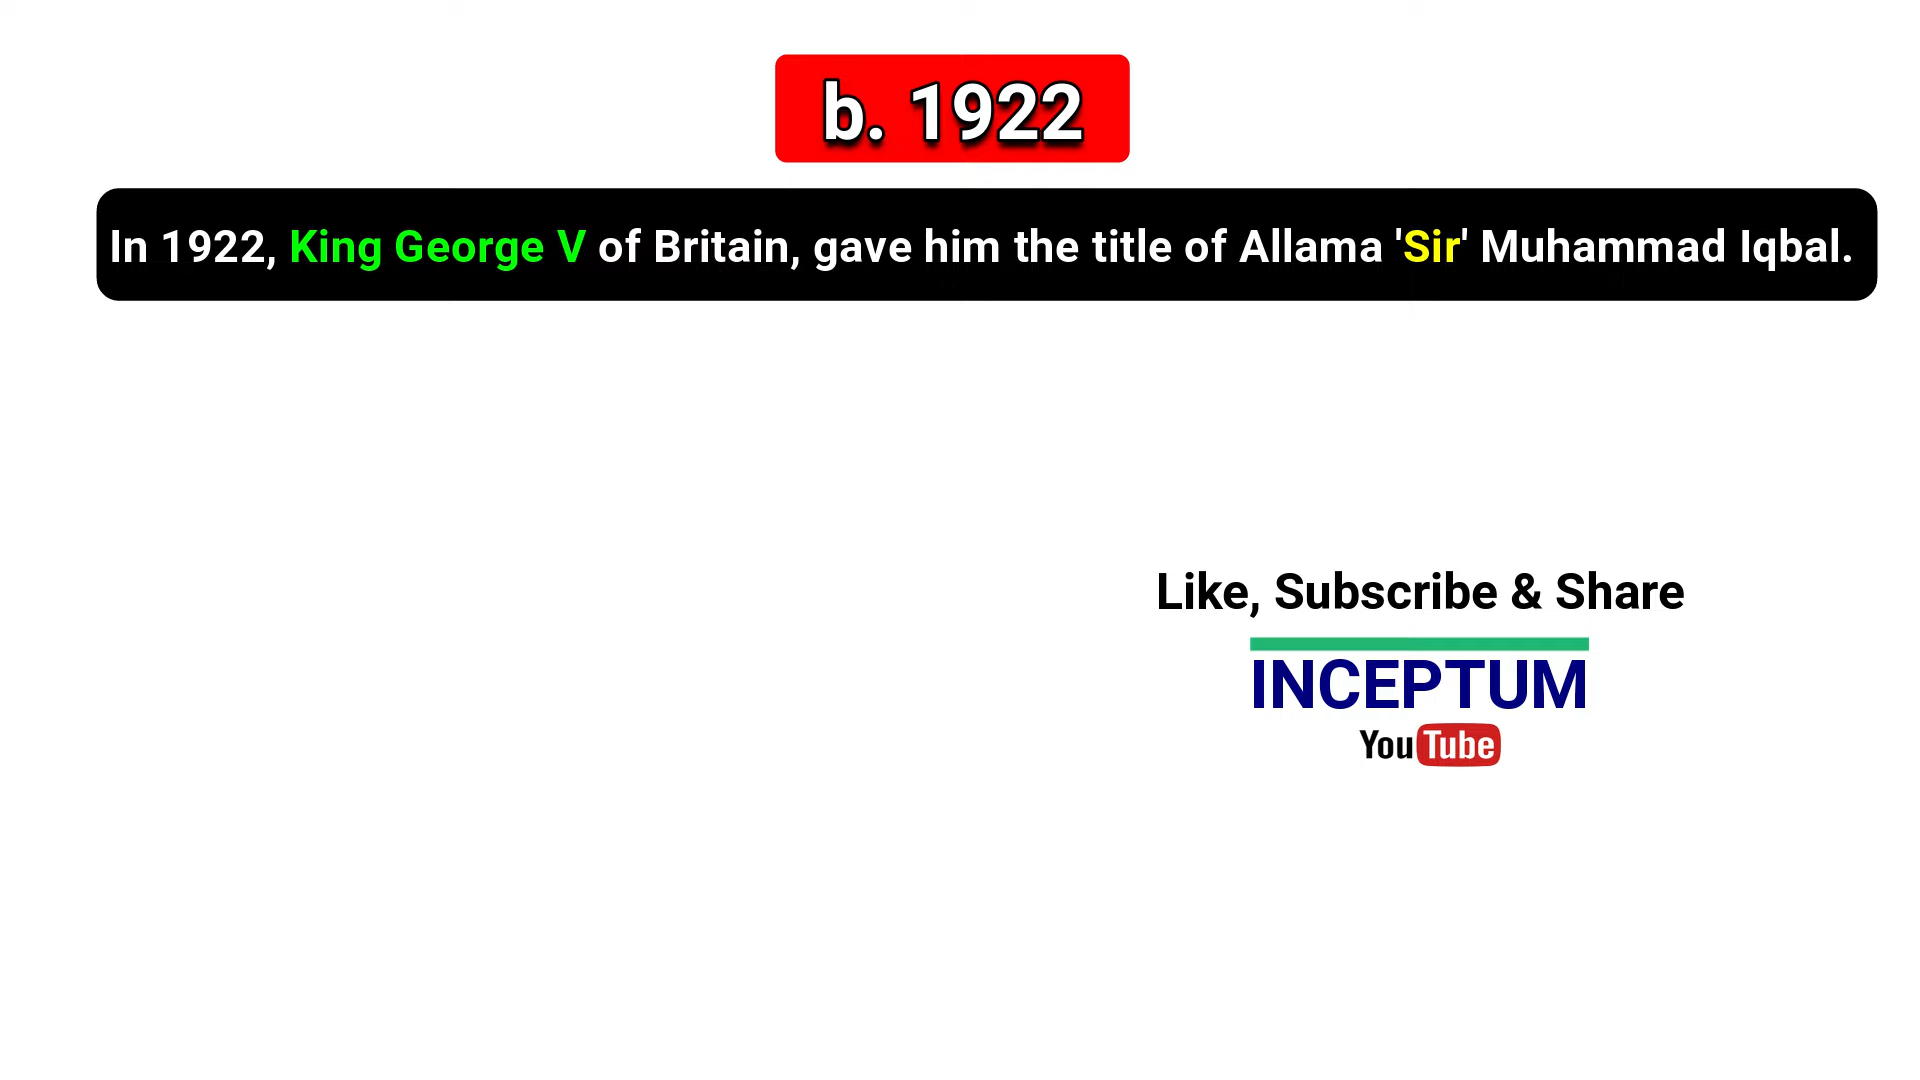 b. 1922
In 1922, King George V of Britain, gave him the title of Allama 'Sir' Muhammad Iqbal.
Like, Subscribe & Share
INCEPTUM
YouTube